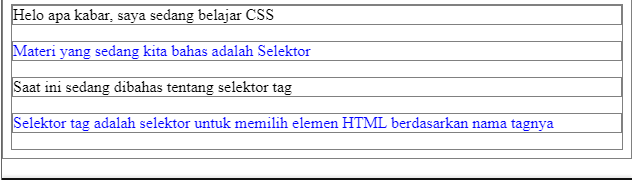 Helo apa kabar, saya sedang belajar CSS
Materi yang sedang kita bahas adalah Selektor
Saat ini sedang dibahas tentang selektor tag
Selektor tag adalah selektor untuk memilih elemen HTML berdasarkan nama tagnya